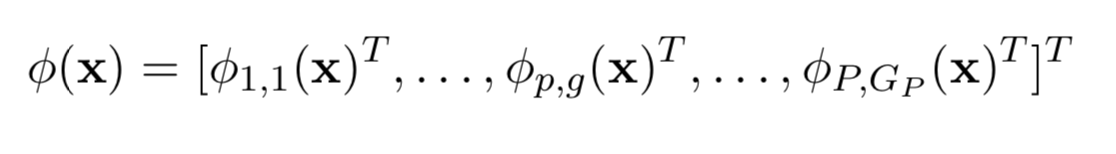 ϕ(𝐱) = [ϕ_{1,1}(𝐱)^T, . . . , ϕ_{p,g}(𝐱)^T, . . . , ϕ_{P,G_P}(𝐱)^T]^T